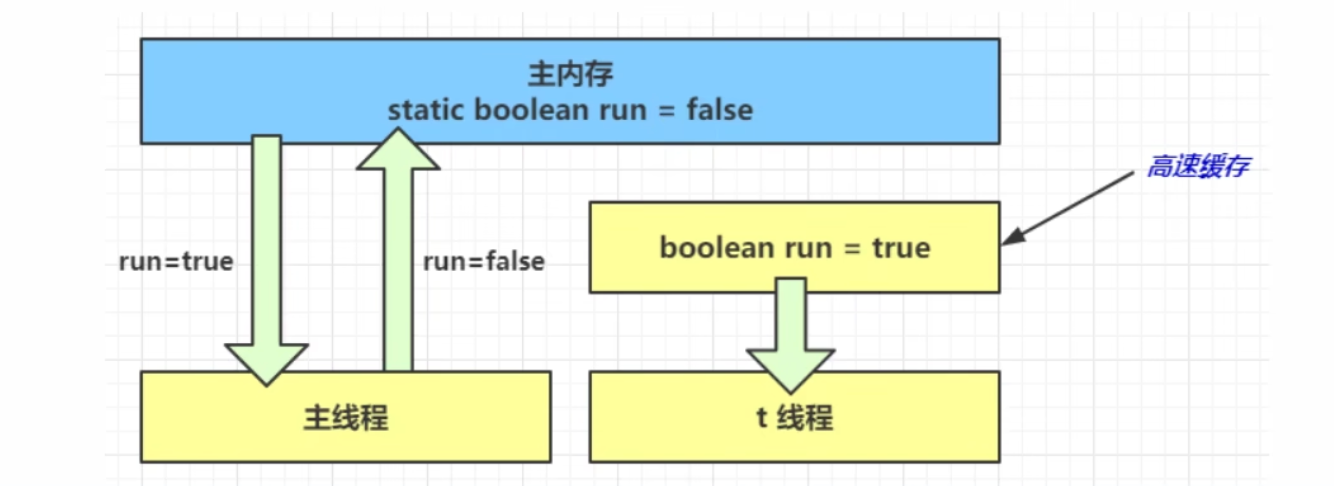 主内存
static boolean run = false
高速缓存
boolean run = true
run=true
run=false
主线程
t 线程